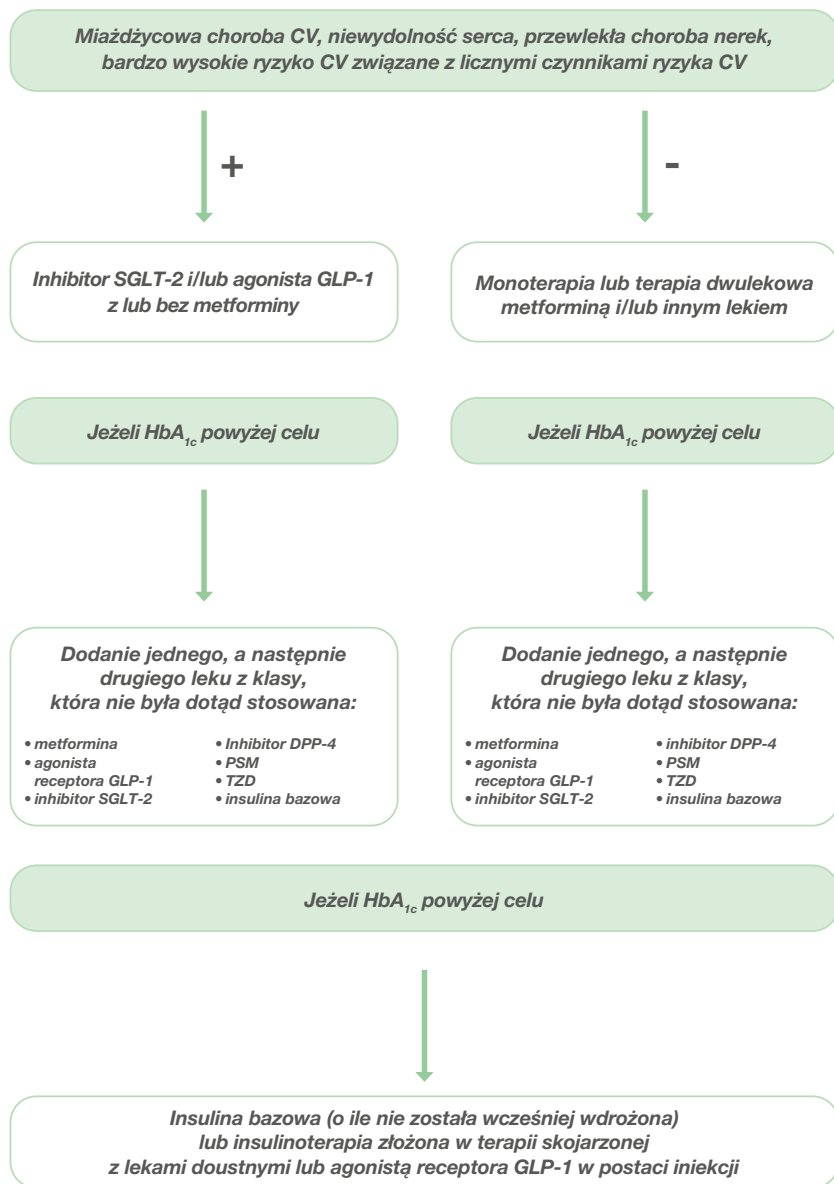 Miażdżycowa choroba CV, niewydolność serca, przewlekła choroba nerek,
bardzo wysokie ryzyko CV związane z licznymi czynnikami ryzyka CV
+
-
Inhibitor SGLT-2 i/lub agonista GLP-1
z lub bez metforminy
Monoterapia lub terapia dwulekowa
metforminą i/lub innym lekiem
Jeżeli HbA1c powyżej celu
Jeżeli HbA1c powyżej celu
Dodanie jednego, a następnie
drugiego leku z klasy,
która nie była dotąd stosowana:
• metformina
• agonista
receptora GLP-1
• inhibitor SGLT-2
• Inhibitor DPP-4
• PSM
• TZD
• insulina bazowa
Dodanie jednego, a następnie
drugiego leku z klasy,
która nie była dotąd stosowana:
• metformina
• agonista
receptora GLP-1
• inhibitor SGLT-2
• inhibitor DPP-4
• PSM
• TZD
• insulina bazowa
Jeżeli HbA1c powyżej celu
Insulina bazowa (o ile nie została wcześniej wdrożona)
lub insulinoterapia złożona w terapii skojarzonej
z lekami doustnymi lub agonistą receptora GLP-1 w postaci iniekcji